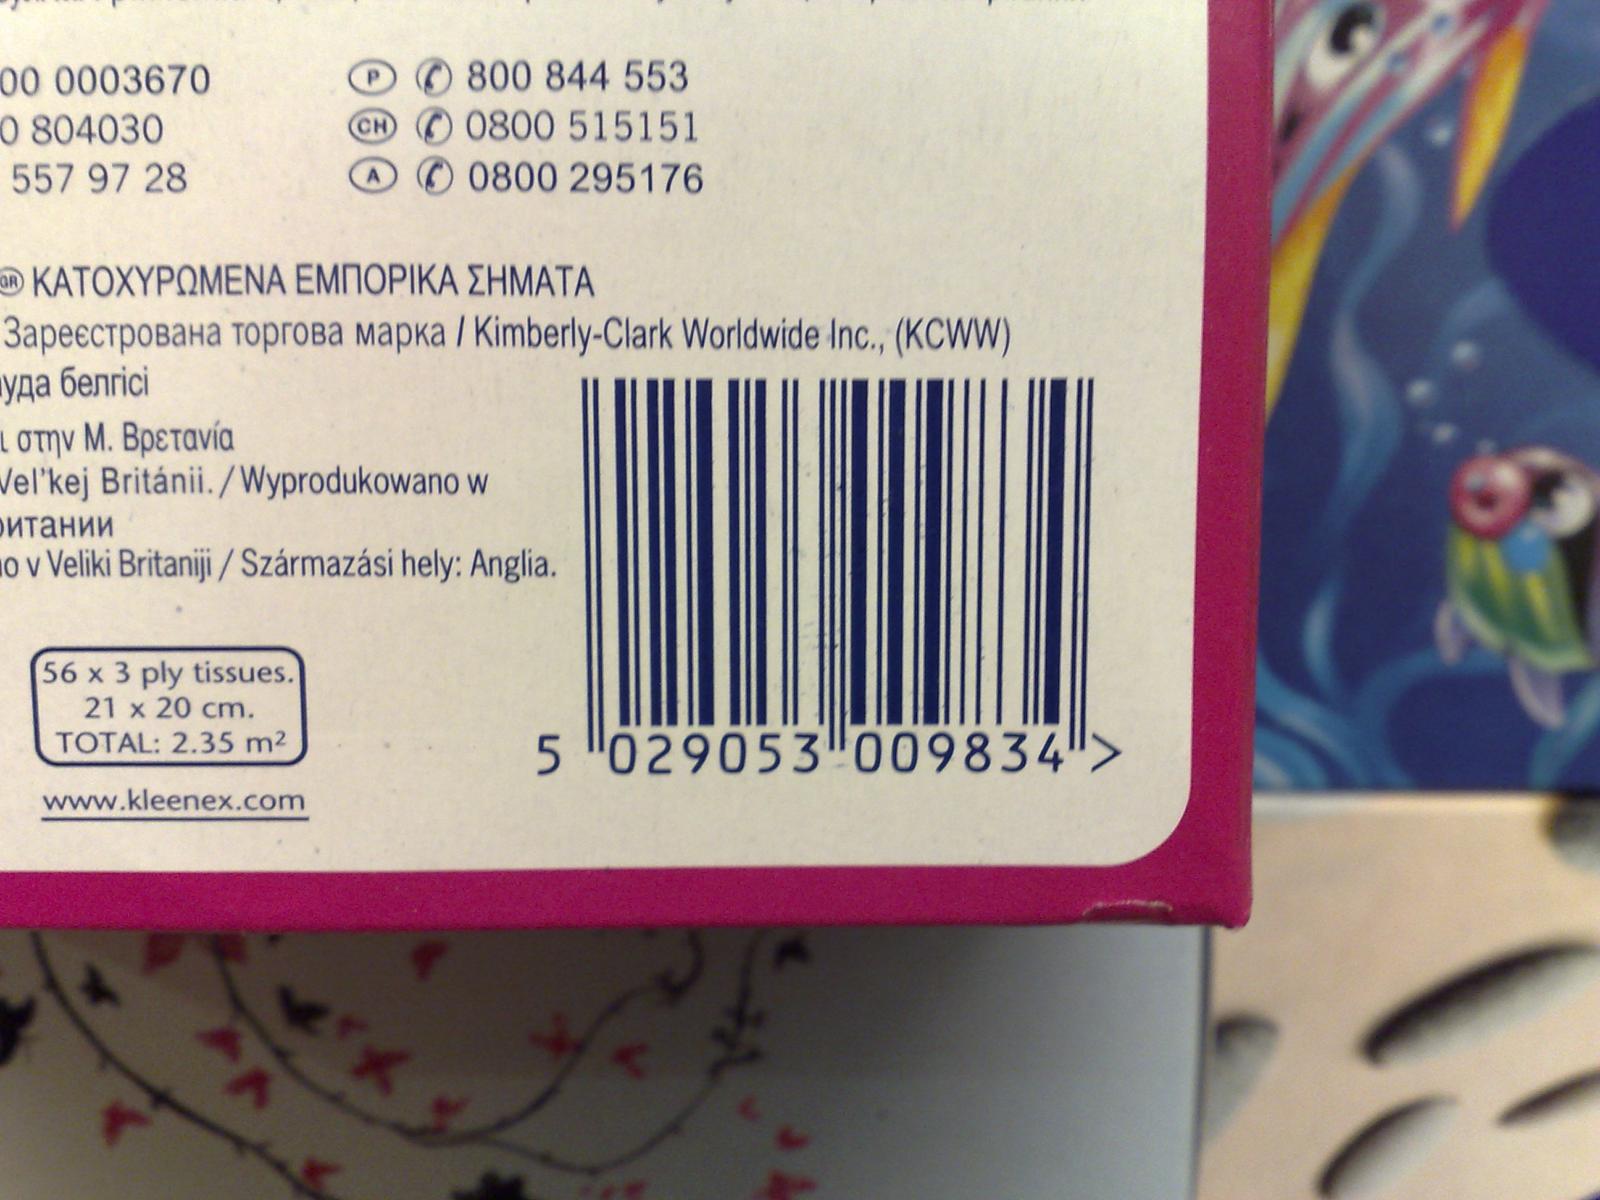 00 0003670
0 804030
557 97 28
P 800 844 553
CH 0800 515151
A 0800 295176
GR ΚΑΤΟΧΥΡΩΜΕΝΑ ΕΜΠΟΡΙΚΑ ΣΗΜΑΤΑ
Зареєстрована торгова марка / Kimberly-Clark Worldwide Inc., (KCWW)
белгісі
στην Μ. Βρετανία
Vel'kej Británii. / Wyprodukowano w
v Veliki Britaniji / Származási hely: Anglia.
56 x 3 ply tissues.
21 x 20 cm.
TOTAL: 2.35 m²
www.kleenex.com
5 029053 009834 >